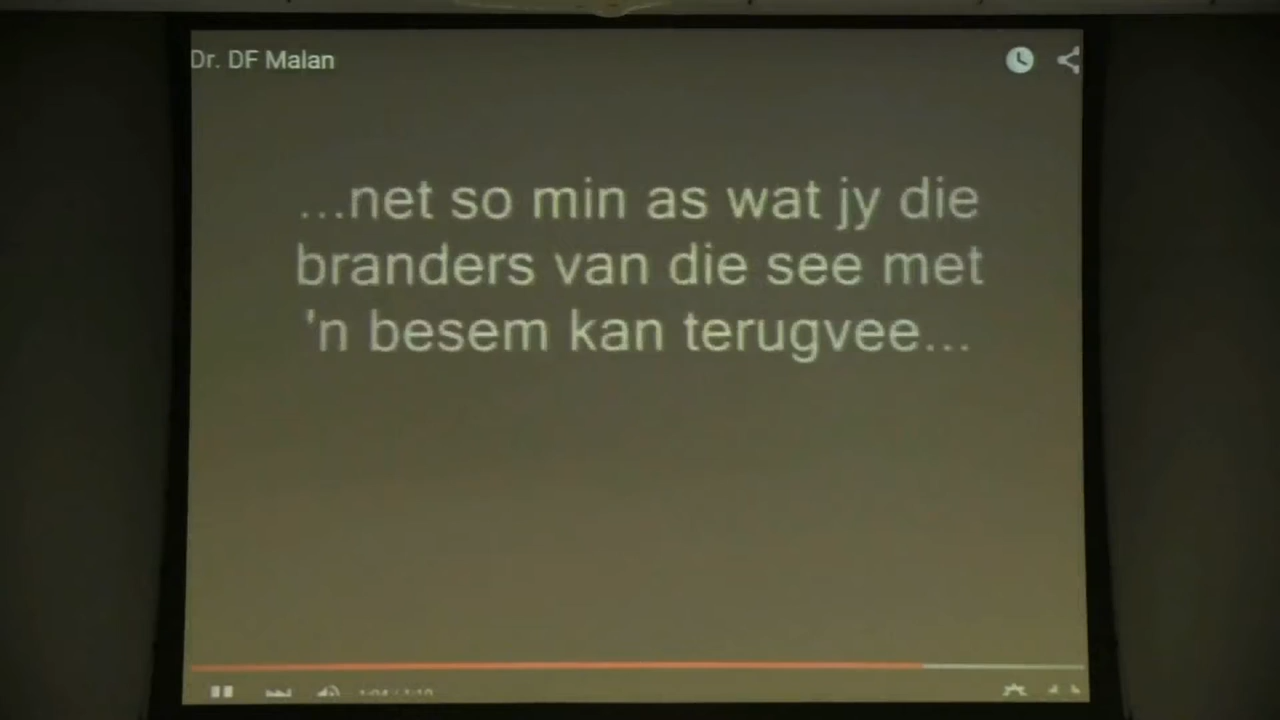 Dr. DF Malan
...net so min as wat jy die
branders van die see met
'n besem kan terugvee...